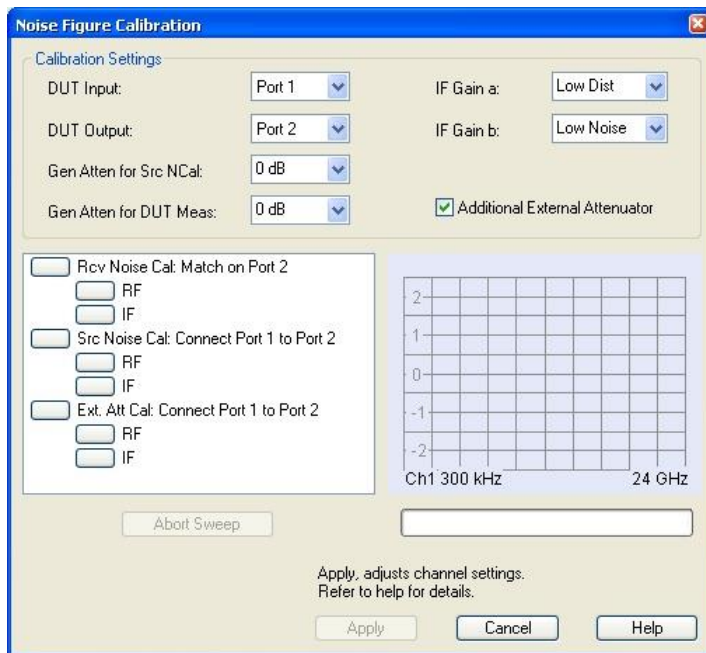 Noise Figure Calibration
Calibration Settings
DUT Input:
Port 1
IF Gain a:
Low Dist
DUT Output:
Port 2
IF Gain b:
Low Noise
Gen Atten for Src NCal:
0 dB
Gen Atten for DUT Meas:
0 dB
Additional External Attenuator
Rcv Noise Cal: Match on Port 2
RF
IF
Src Noise Cal: Connect Port 1 to Port 2
RF
IF
Ext. Att Cal: Connect Port 1 to Port 2
RF
IF
2
1
0
-1
-2
Ch1 300 kHz
24 GHz
Abort Sweep
Apply, adjusts channel settings.
Refer to help for details.
Apply
Cancel
Help